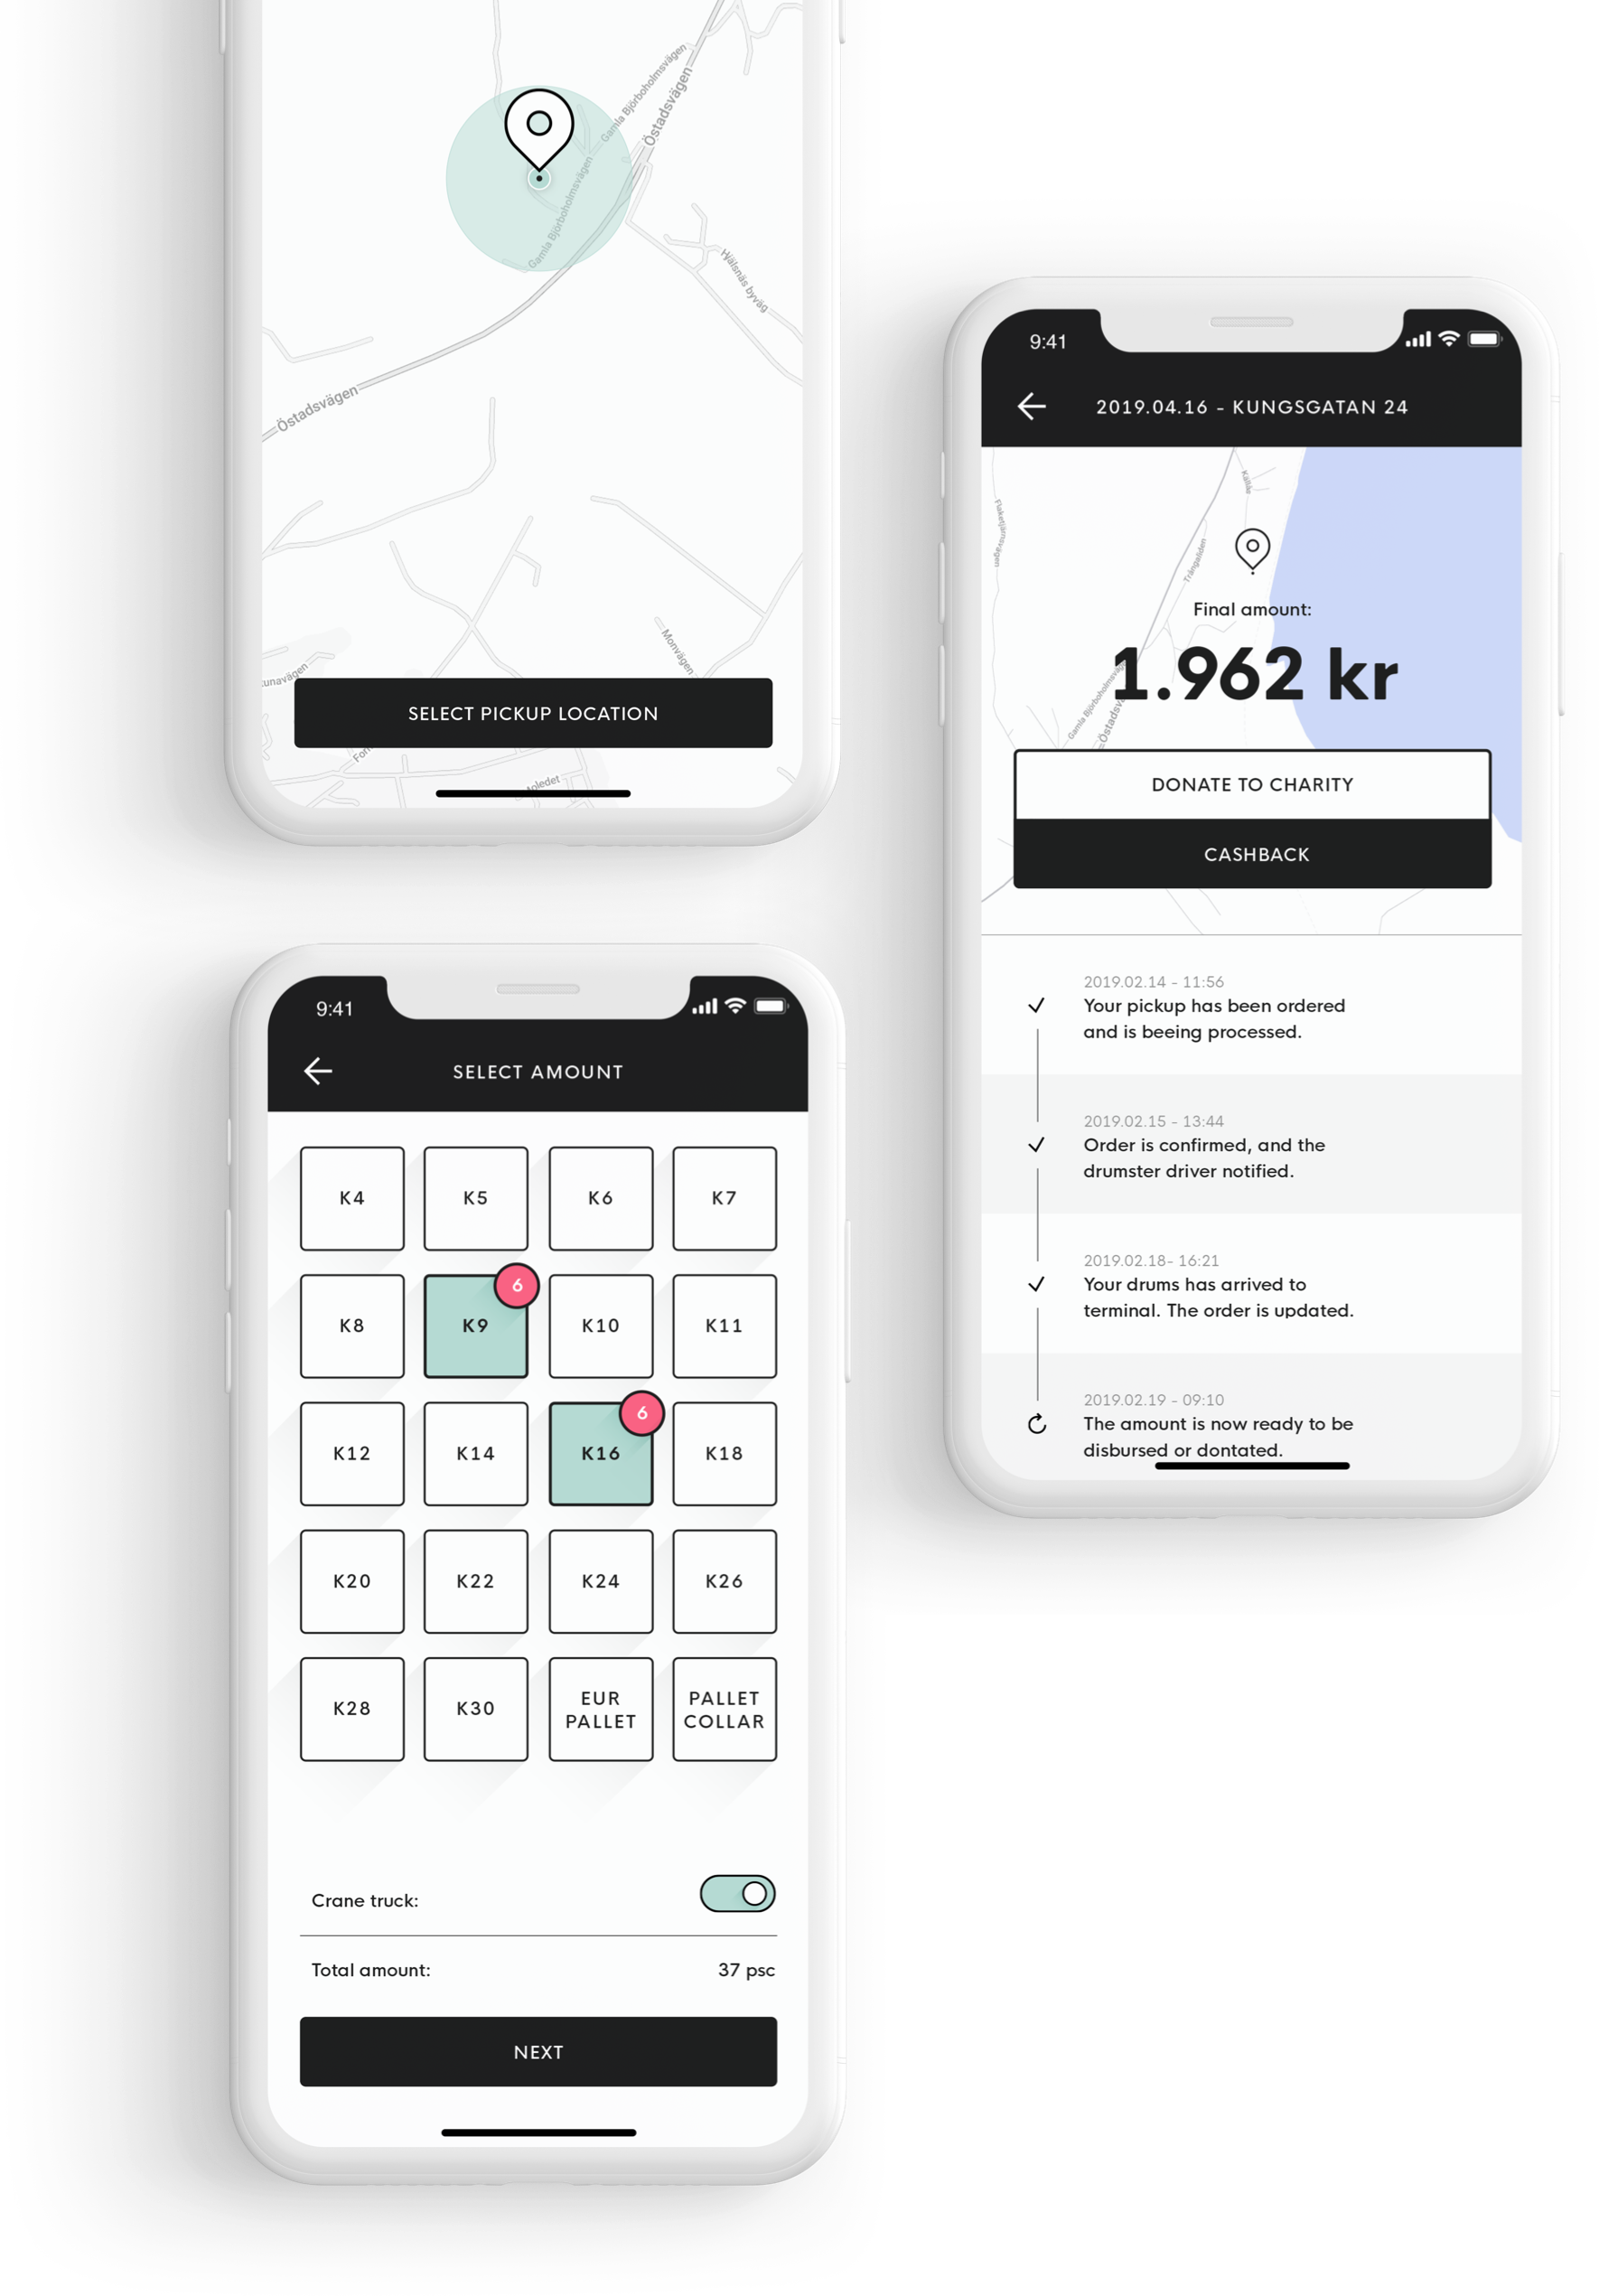 Gamla Björboholmsvägen
Östadsvägen
Gamla Björboholmsvägen
Hjälsnäs byväg
Östadsvägen
Monvägen
SELECT PICKUP LOCATION
9:41
2019.04.16 - KUNGSGATAN 24
Trångaliden
Final amount:
1.962 kr
Gamla Björboholmsväg
DONATE TO CHARITY
CASHBACK
2019.02.14 - 11:56
Your pickup has been ordered
and is beeing processed.
2019.02.15 - 13:44
Order is confirmed, and the
drumster driver notified.
2019.02.18- 16:21
Your drums has arrived to
terminal. The order is updated.
2019.02.19 - 09:10
The amount is now ready to be
disbursed or dontated.
9:41
SELECT AMOUNT
K4 K5 K6 K7
6
K8 K9 K10 K11
6
K12 K14 K16 K18
K20 K22 K24 K26
K28 K30 EUR PALLET PALLET COLLAR
Crane truck:
Total amount: 37 psc
NEXT